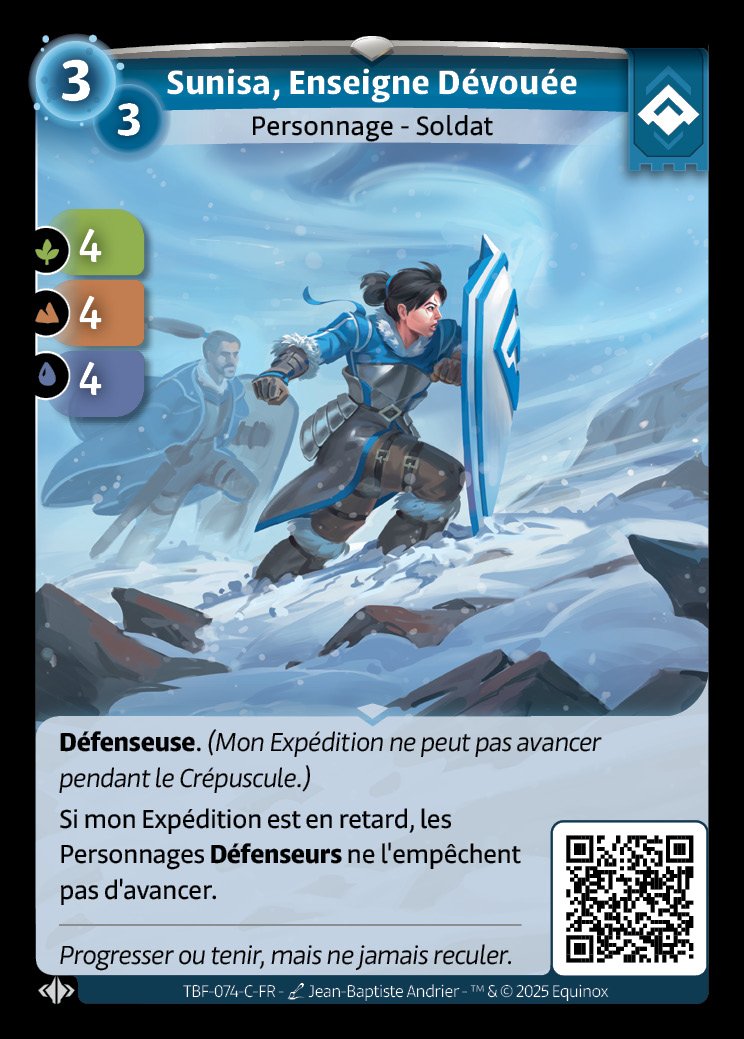 3
Sunisa, Enseigne Dévouée
3
Personnage - Soldat
4
4
4
Défenseuse. (Mon Expédition ne peut pas avancer
pendant le Crépuscule.)
Si mon Expédition est en retard, les
Personnages Défenseurs ne l'empêchent
pas d'avancer.
Progresser ou tenir, mais ne jamais reculer.
TBF-074-C-FR - Jean-Baptiste Andrier - ™ & © 2025 Equinox